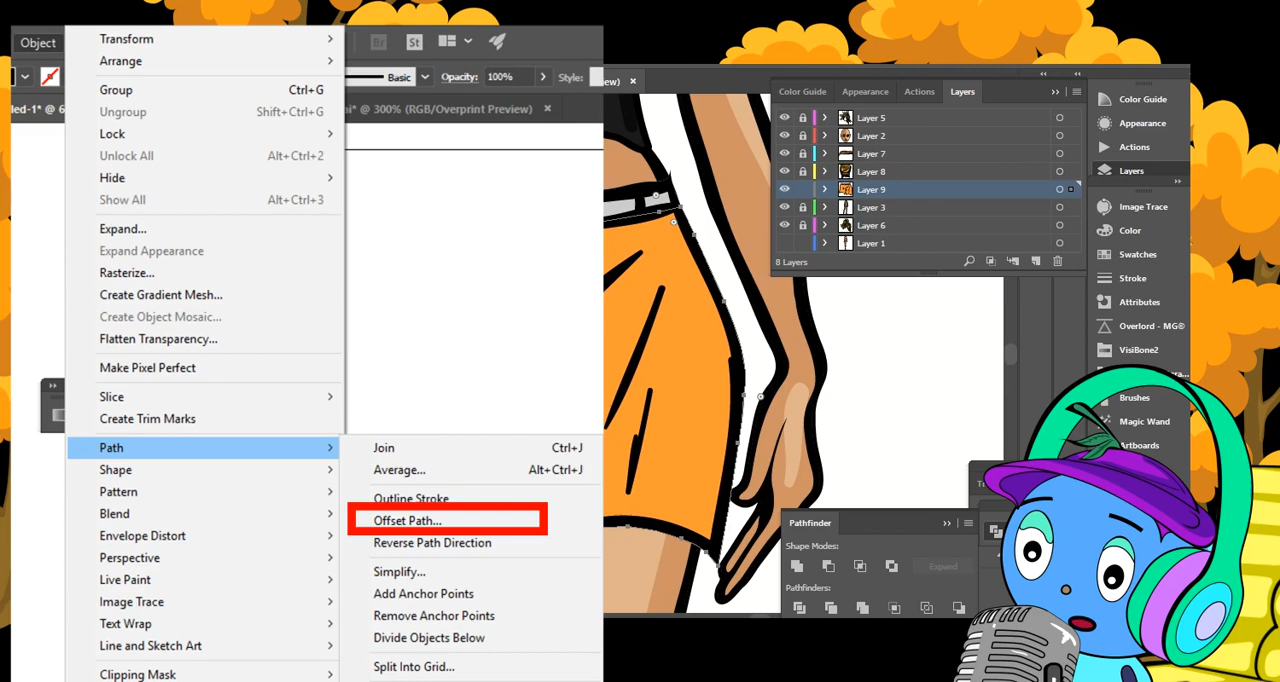 Object
Br
St
Basic
Opacity:
100%
Style:
led-1* @ 6
ai* @ 300% (RGB/Overprint Preview)
Transform
Arrange
Group Ctrl+G
Ungroup Shift+Ctrl+G
Lock
Unlock All Alt+Ctrl+2
Hide
Show All Alt+Ctrl+3
Expand...
Expand Appearance
Rasterize...
Create Gradient Mesh...
Create Object Mosaic...
Flatten Transparency...
Make Pixel Perfect
Slice
Create Trim Marks
Path
Shape
Pattern
Blend
Envelope Distort
Perspective
Live Paint
Image Trace
Text Wrap
Line and Sketch Art
Clipping Mask
Join Ctrl+J
Average... Alt+Ctrl+J
Outline Stroke
Offset Path...
Reverse Path Direction
Simplify...
Add Anchor Points
Remove Anchor Points
Divide Objects Below
Split Into Grid...
Color Guide Appearance Actions Layers
Layer 5
Layer 2
Layer 7
Layer 8
Layer 9
Layer 3
Layer 6
Layer 1
8 Layers
Color Guide
Appearance
Actions
Layers
Image Trace
Color
Swatches
Stroke
Attributes
Overlord - MG®
VisiBone2
Brushes
Magic Wand
Artboards
Pathfinder
Shape Modes:
Expand
Pathfinders: